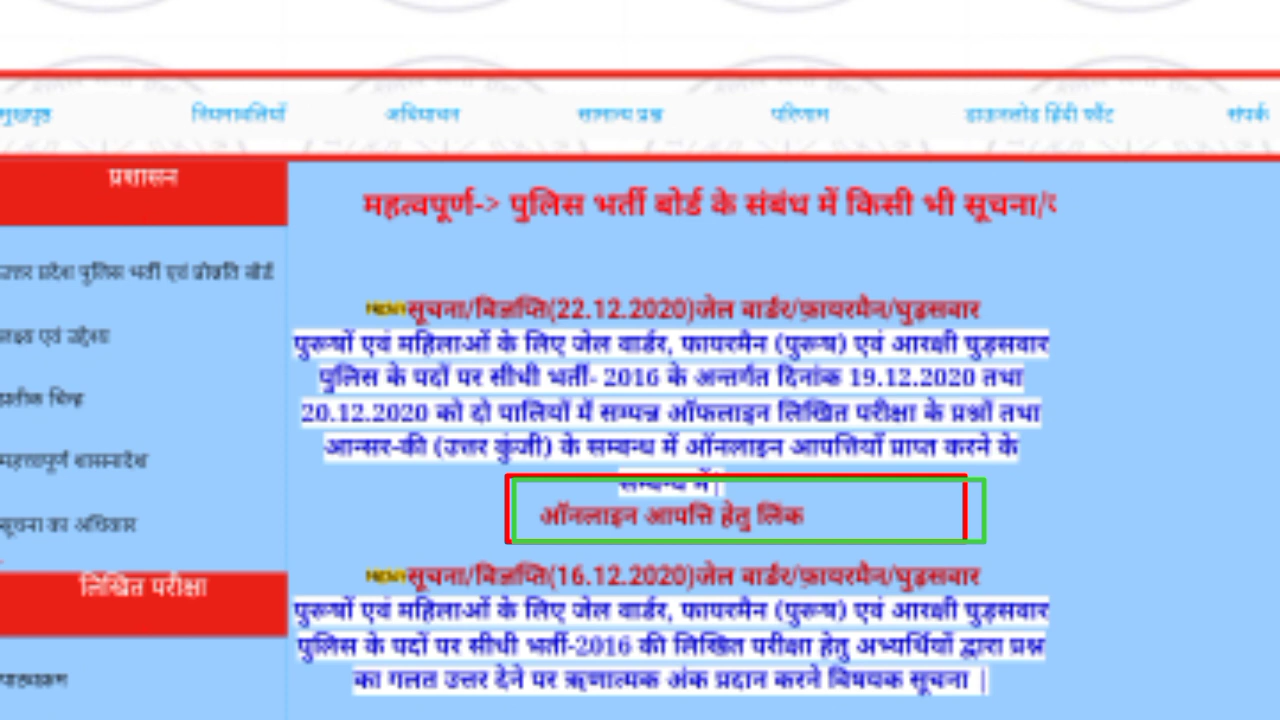 मुखपृष्ठ नियमावलियाँ अधियाचन सामान्य प्रश्न परिणाम डाउनलोड हिंदी फोंट संपर्क
प्रशासन
महत्वपूर्ण-> पुलिस भर्ती बोर्ड के संबंध में किसी भी सूचना/
उत्तर प्रदेश पुलिस भर्ती एवं प्रोन्नति बोर्ड
लक्ष्य एवं उद्देश्य
प्रतीक चिन्ह
महत्वपूर्ण शासनादेश
सूचना का अधिकार
लिखित परीक्षा
पाठ्यक्रम
सूचना/विज्ञप्ति(22.12.2020)जेल वार्डर/फ़ायरमैन/घुड़सवार
पुरूषों एवं महिलाओं के लिए जेल वार्डर, फायरमैन (पुरूष) एवं आरक्षी घुड़सवार
पुलिस के पदों पर सीधी भर्ती- 2016 के अन्तर्गत दिनांक 19.12.2020 तथा
20.12.2020 को दो पालियों में सम्पन्न ऑफलाइन लिखित परीक्षा के प्रश्नों तथा
आन्सर-की (उत्तर कुंजी) के सम्बन्ध में ऑनलाइन आपत्तियाँ प्राप्त करने के
सम्बन्ध में|
ऑनलाइन आपत्ति हेतु लिंक
सूचना/विज्ञप्ति(16.12.2020)जेल वार्डर/फ़ायरमैन/घुड़सवार
पुरूषों एवं महिलाओं के लिए जेल वार्डर, फायरमैन (पुरूष) एवं आरक्षी घुड़सवार
पुलिस के पदों पर सीधी भर्ती-2016 की लिखित परीक्षा हेतु अभ्यर्थियों द्वारा प्रश्न
का गलत उत्तर देने पर ऋणात्मक अंक प्रदान करने विषयक सूचना |